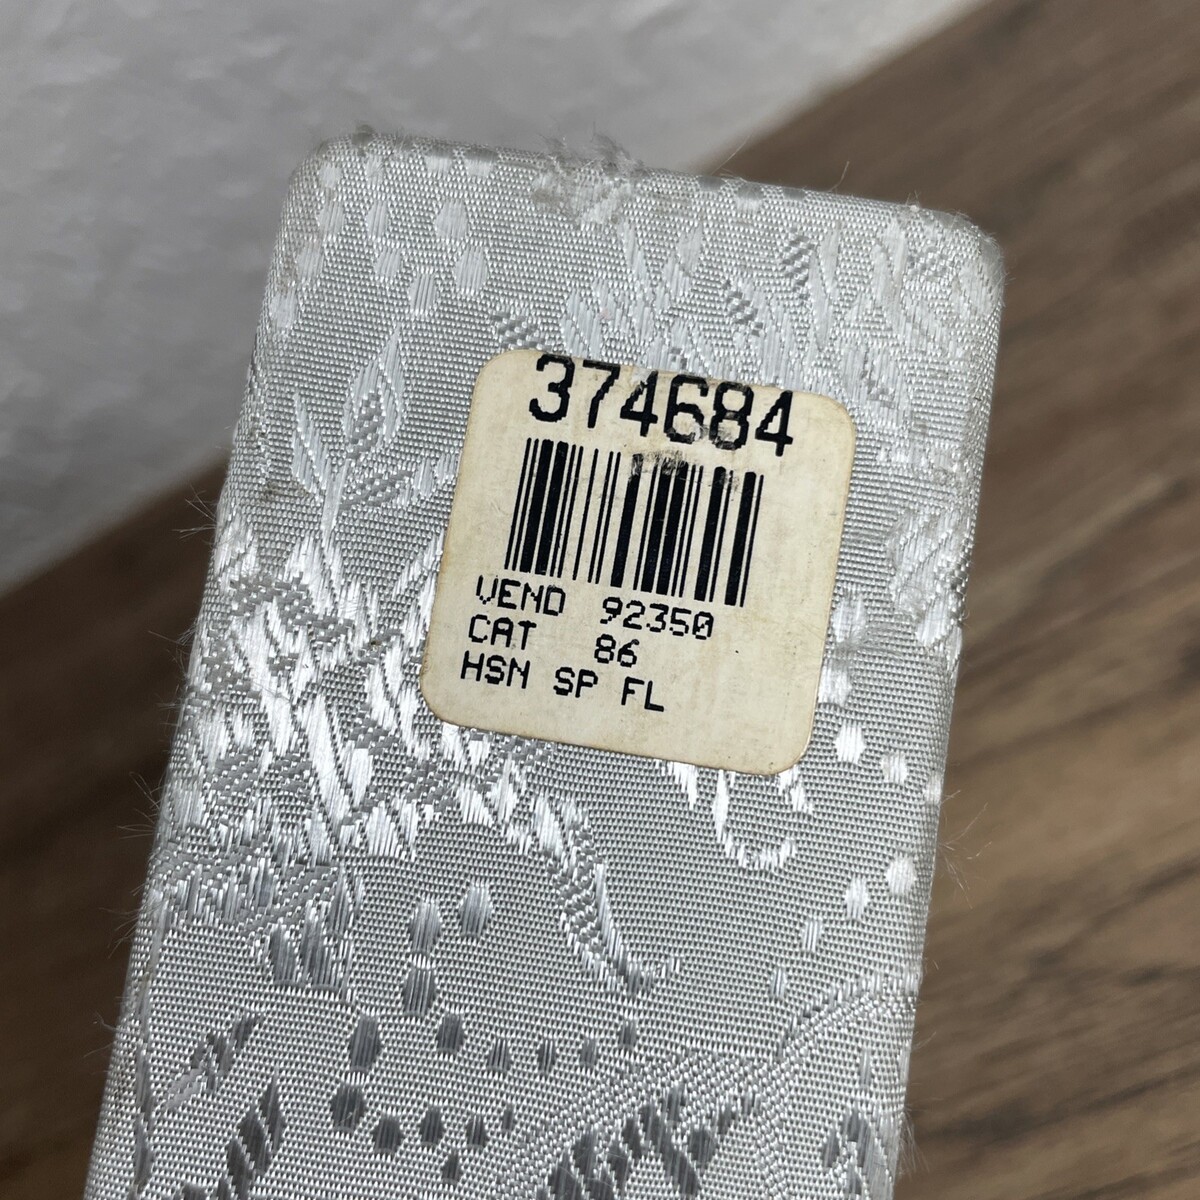 374684
VEND 92350
CAT 86
HSN SP FL